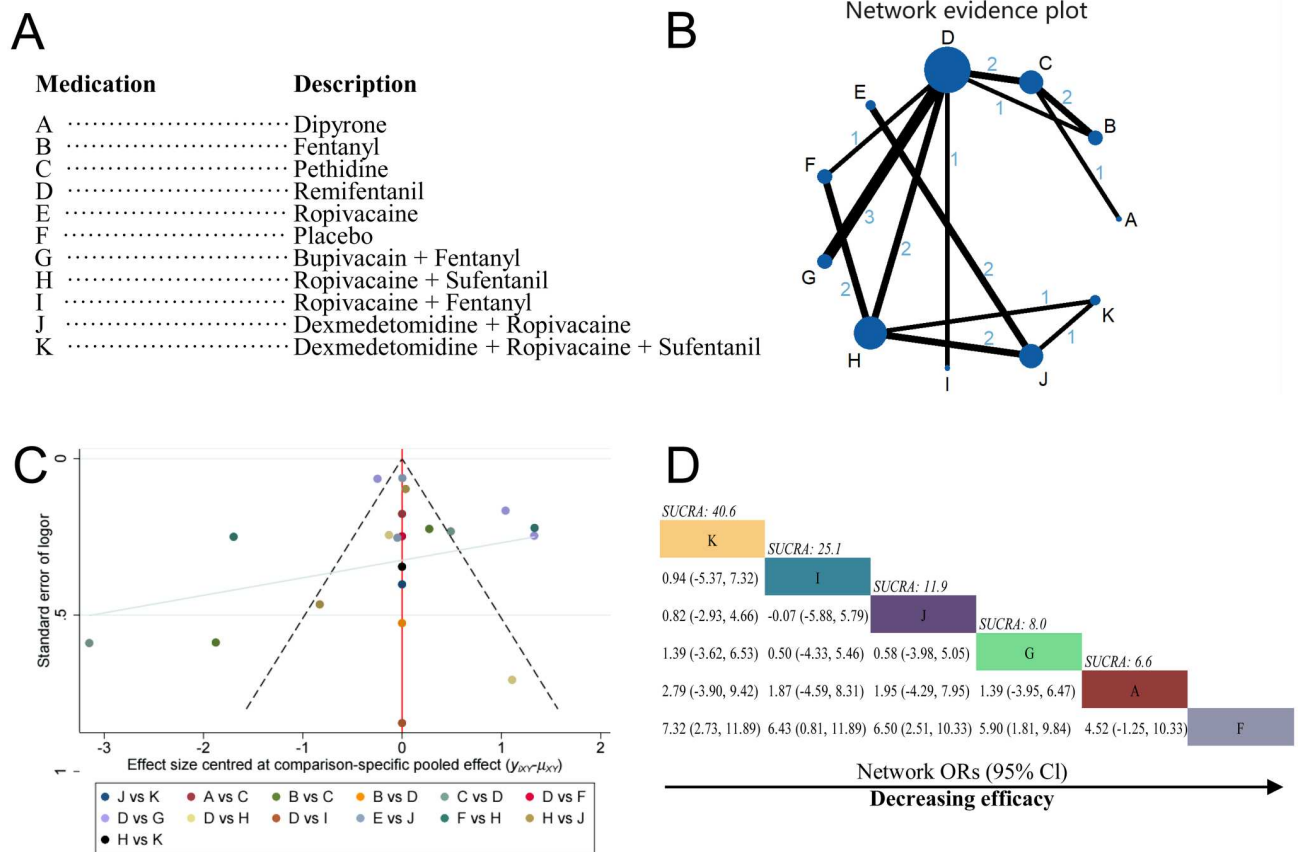 A
Medication Description
A ........................... Dipyrone
B ........................... Fentanyl
C ........................... Pethidine
D ........................... Remifentanil
E ........................... Ropivacaine
F ........................... Placebo
G ........................... Bupivacain + Fentanyl
H ........................... Ropivacaine + Sufentanil
I ........................... Ropivacaine + Fentanyl
J ........................... Dexmedetomidine + Ropivacaine
K ........................... Dexmedetomidine + Ropivacaine + Sufentanil
B
Network evidence plot
D
2
C
E
1
2
B
1
F
1
1
3
A
G
2
2
2
1
K
2
1
H
I
J
C
Standard error of logor
0
.5
1
-3 -2 -1 0 1 2
Effect size centred at comparison-specific pooled effect (yiXY-μXY)
J vs K A vs C B vs C B vs D C vs D D vs F
D vs G D vs H D vs I E vs J F vs H H vs J
H vs K
D
SUCRA: 40.6
K SUCRA: 25.1
0.94 (-5.37, 7.32) I SUCRA: 11.9
0.82 (-2.93, 4.66) -0.07 (-5.88, 5.79) J SUCRA: 8.0
1.39 (-3.62, 6.53) 0.50 (-4.33, 5.46) 0.58 (-3.98, 5.05) G SUCRA: 6.6
2.79 (-3.90, 9.42) 1.87 (-4.59, 8.31) 1.95 (-4.29, 7.95) 1.39 (-3.95, 6.47) A
7.32 (2.73, 11.89) 6.43 (0.81, 11.89) 6.50 (2.51, 10.33) 5.90 (1.81, 9.84) 4.52 (-1.25, 10.33) F
Network ORs (95% Cl)
Decreasing efficacy